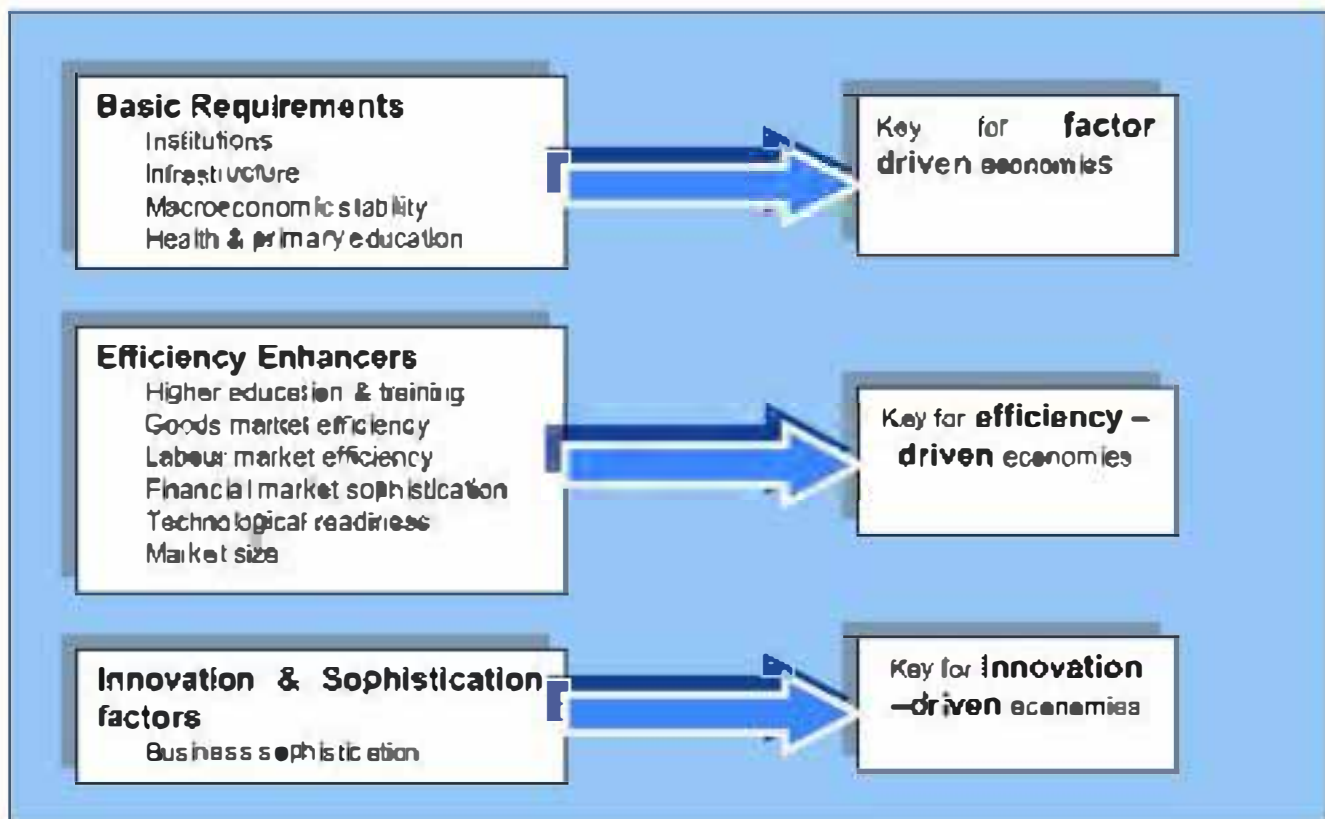 Basic Requirements
Institutions
Infrastructure
Macroeconomic stability
Health & primary education
Key for factor
driven economies
Efficiency Enhancers
Higher education & training
Goods market efficiency
Labour market efficiency
Financial market sophistication
Technological readiness
Market size
Key for efficiency –
driven economies
Innovation & Sophistication
factors
Business sophistication
Key for Innovation
–driven economies